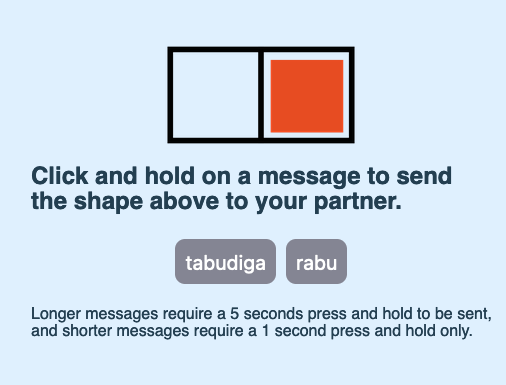 Click and hold on a message to send
the shape above to your partner.
tabudiga rabu
Longer messages require a 5 seconds press and hold to be sent,
and shorter messages require a 1 second press and hold only.